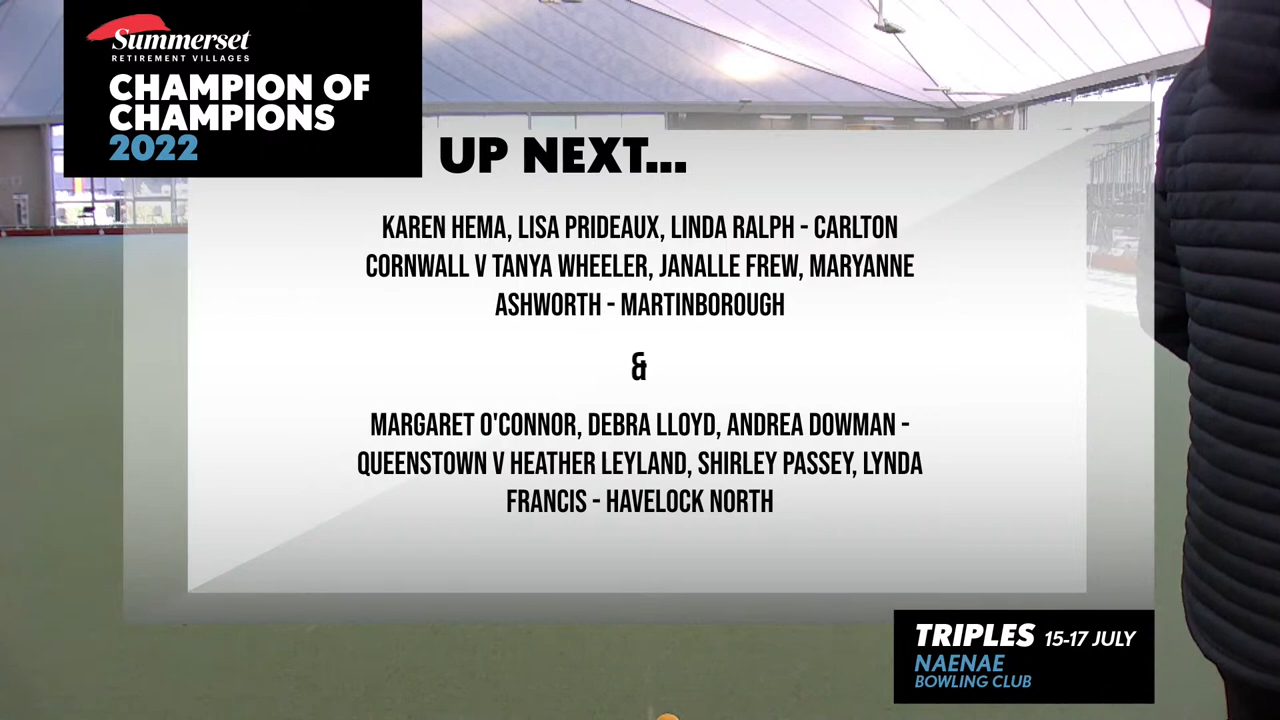 Summerset
RETIREMENT VILLAGES
CHAMPION OF
CHAMPIONS
2022
UP NEXT...
KAREN HEMA, LISA PRIDEAUX, LINDA RALPH - CARLTON
CORNWALL V TANYA WHEELER, JANALLE FREW, MARYANNE
ASHWORTH - MARTINBOROUGH
&
MARGARET O'CONNOR, DEBRA LLOYD, ANDREA DOWMAN -
QUEENSTOWN V HEATHER LEYLAND, SHIRLEY PASSEY, LYNDA
FRANCIS - HAVELOCK NORTH
TRIPLES 15-17 JULY
NAENAE
BOWLING CLUB